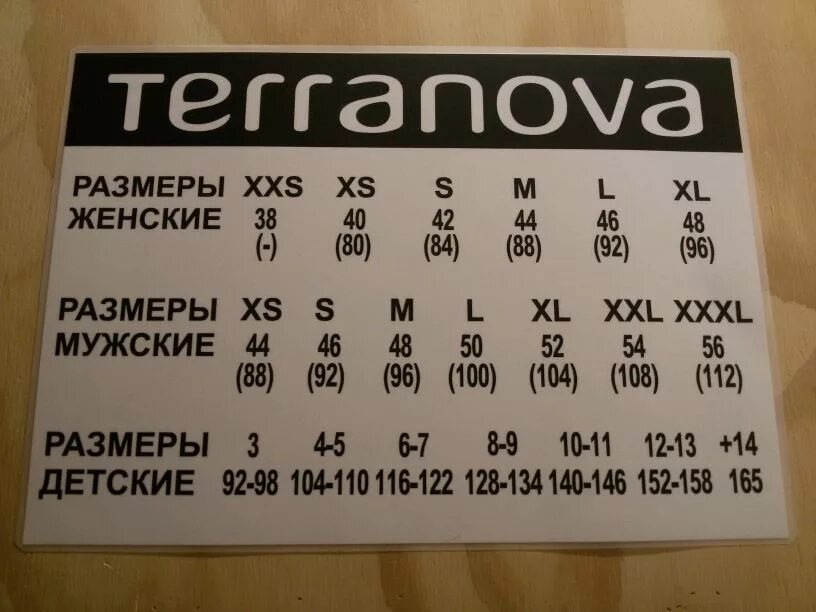 Terranova
РАЗМЕРЫ XXS XS S M L XL
ЖЕНСКИЕ 38 40 42 44 46 48
(-) (80) (84) (88) (92) (96)
РАЗМЕРЫ XS S M L XL XXL XXXL
МУЖСКИЕ 44 46 48 50 52 54 56
(88) (92) (96) (100) (104) (108) (112)
РАЗМЕРЫ 3 4-5 6-7 8-9 10-11 12-13 +14
ДЕТСКИЕ 92-98 104-110 116-122 128-134 140-146 152-158 165